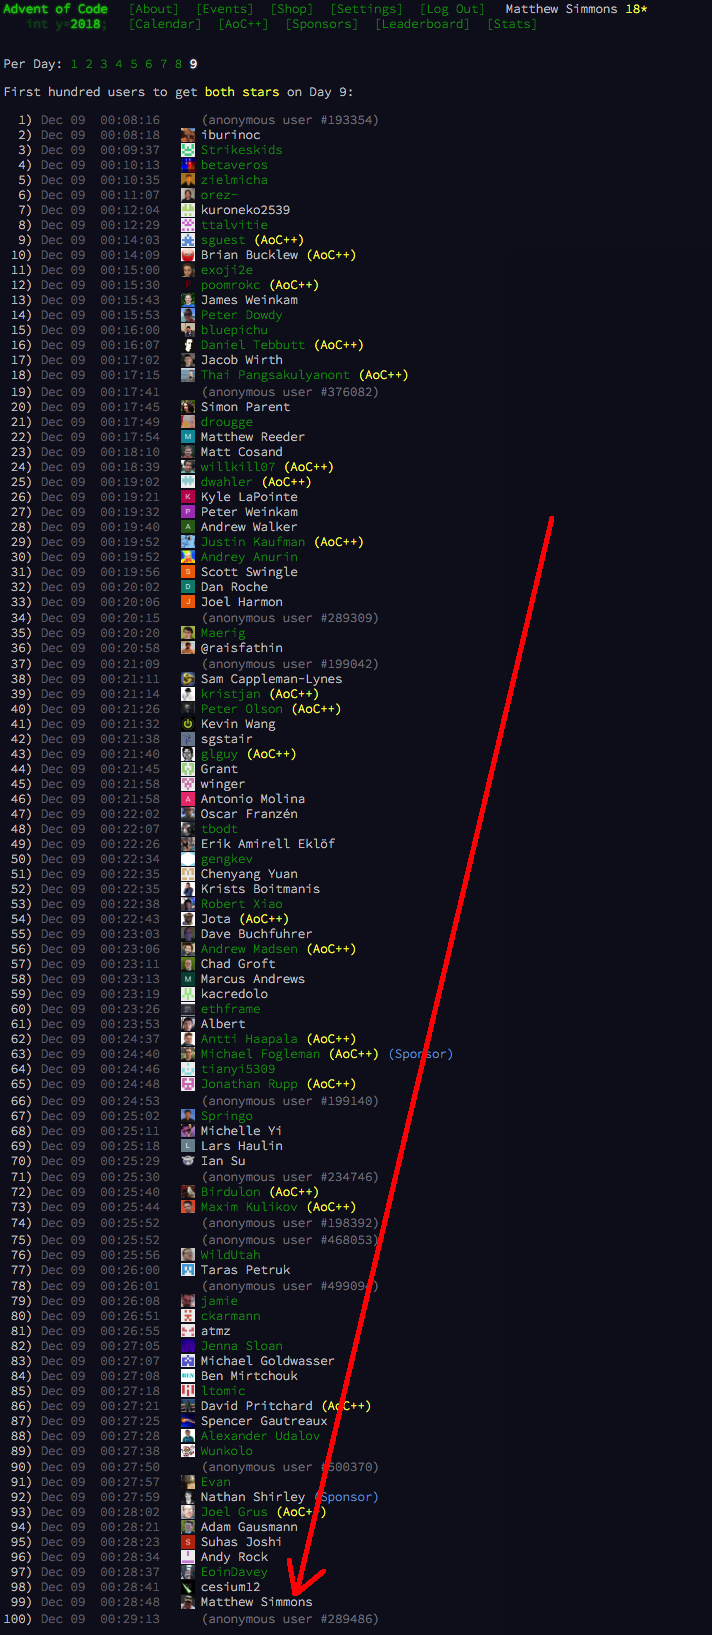 Advent of Code [About] [Events] [Shop] [Settings] [Log Out] Matthew Simmons 18*
int y=2018; [Calendar] [AoC++] [Sponsors] [Leaderboard] [Stats]
Per Day: 1 2 3 4 5 6 7 8 9
First hundred users to get both stars on Day 9:
1) Dec 09 00:08:16 (anonymous user #193354)
2) Dec 09 00:08:18 iburinoc
3) Dec 09 00:09:37 Strikeskids
4) Dec 09 00:10:13 betaveros
5) Dec 09 00:10:35 zielmicha
6) Dec 09 00:11:07 orez-
7) Dec 09 00:12:04 kuroneko2539
8) Dec 09 00:12:29 ttalvitie
9) Dec 09 00:14:03 sguest (AoC++)
10) Dec 09 00:14:09 Brian Bucklew (AoC++)
11) Dec 09 00:15:00 exoji2e
12) Dec 09 00:15:30 poomrokc (AoC++)
13) Dec 09 00:15:43 James Weinkam
14) Dec 09 00:15:53 Peter Dowdy
15) Dec 09 00:16:00 bluepichu
16) Dec 09 00:16:07 Daniel Tebbutt (AoC++)
17) Dec 09 00:17:02 Jacob Wirth
18) Dec 09 00:17:15 Thai Pangsakulyanont (AoC++)
19) Dec 09 00:17:41 (anonymous user #376082)
20) Dec 09 00:17:45 Simon Parent
21) Dec 09 00:17:49 drougge
22) Dec 09 00:17:54 M Matthew Reeder
23) Dec 09 00:18:10 Matt Cosand
24) Dec 09 00:18:39 willkill07 (AoC++)
25) Dec 09 00:19:02 dwahler (AoC++)
26) Dec 09 00:19:21 K Kyle LaPointe
27) Dec 09 00:19:32 P Peter Weinkam
28) Dec 09 00:19:40 A Andrew Walker
29) Dec 09 00:19:52 Justin Kaufman (AoC++)
30) Dec 09 00:19:52 Andrey Anurin
31) Dec 09 00:19:56 S Scott Swingle
32) Dec 09 00:20:02 D Dan Roche
33) Dec 09 00:20:06 J Joel Harmon
34) Dec 09 00:20:15 (anonymous user #289309)
35) Dec 09 00:20:20 Maerig
36) Dec 09 00:20:58 @raisfathin
37) Dec 09 00:21:09 (anonymous user #199042)
38) Dec 09 00:21:11 Sam Cappleman-Lynes
39) Dec 09 00:21:14 kristjan (AoC++)
40) Dec 09 00:21:26 Peter Olson (AoC++)
41) Dec 09 00:21:32 Kevin Wang
42) Dec 09 00:21:38 sgstair
43) Dec 09 00:21:40 glguy (AoC++)
44) Dec 09 00:21:45 Grant
45) Dec 09 00:21:58 winger
46) Dec 09 00:21:58 A Antonio Molina
47) Dec 09 00:22:02 Oscar Franzén
48) Dec 09 00:22:07 tbodt
49) Dec 09 00:22:26 Erik Amirell Eklöf
50) Dec 09 00:22:34 gengkev
51) Dec 09 00:22:35 Chenyang Yuan
52) Dec 09 00:22:35 Krists Boitmanis
53) Dec 09 00:22:38 Robert Xiao
54) Dec 09 00:22:43 Jota (AoC++)
55) Dec 09 00:23:03 Dave Buchfuhrer
56) Dec 09 00:23:06 Andrew Madsen (AoC++)
57) Dec 09 00:23:11 Chad Groft
58) Dec 09 00:23:13 M Marcus Andrews
59) Dec 09 00:23:19 kacredolo
60) Dec 09 00:23:26 ethframe
61) Dec 09 00:23:53 Albert
62) Dec 09 00:24:37 Antti Haapala (AoC++)
63) Dec 09 00:24:40 Michael Fogleman (AoC++) (Sponsor)
64) Dec 09 00:24:46 tianyi5309
65) Dec 09 00:24:48 Jonathan Rupp (AoC++)
66) Dec 09 00:24:53 (anonymous user #199140)
67) Dec 09 00:25:02 Springo
68) Dec 09 00:25:11 Michelle Yi
69) Dec 09 00:25:18 L Lars Haulin
70) Dec 09 00:25:29 Ian Su
71) Dec 09 00:25:30 (anonymous user #234746)
72) Dec 09 00:25:40 Birdulon (AoC++)
73) Dec 09 00:25:44 Maxim Kulikov (AoC++)
74) Dec 09 00:25:52 (anonymous user #198392)
75) Dec 09 00:25:52 (anonymous user #468053)
76) Dec 09 00:25:56 WildUtah
77) Dec 09 00:26:00 Taras Petruk
78) Dec 09 00:26:01 (anonymous user
79) Dec 09 00:26:08 jamie
80) Dec 09 00:26:51 ckarmann
81) Dec 09 00:26:55 atmz
82) Dec 09 00:27:05 Jenna Sloan
83) Dec 09 00:27:07 Michael Goldwasser
84) Dec 09 00:27:08 BEN Ben Mirtchouk
85) Dec 09 00:27:18 ltomic
86) Dec 09 00:27:21 David Pritchard (AoC++)
87) Dec 09 00:27:25 Spencer Gautreaux
88) Dec 09 00:27:28 Alexander Udalov
89) Dec 09 00:27:38 Wunkolo
90) Dec 09 00:27:50 (anonymous user #500370)
91) Dec 09 00:27:57 Evan
92) Dec 09 00:27:59 Nathan Shirley (Sponsor)
93) Dec 09 00:28:02 Joel Grus (AoC++)
94) Dec 09 00:28:21 Adam Gausmann
95) Dec 09 00:28:23 S Suhas Joshi
96) Dec 09 00:28:34 Andy Rock
97) Dec 09 00:28:37 EoinDavey
98) Dec 09 00:28:41 cesium12
99) Dec 09 00:28:48 Matthew Simmons
100) Dec 09 00:29:13 (anonymous user #289486)